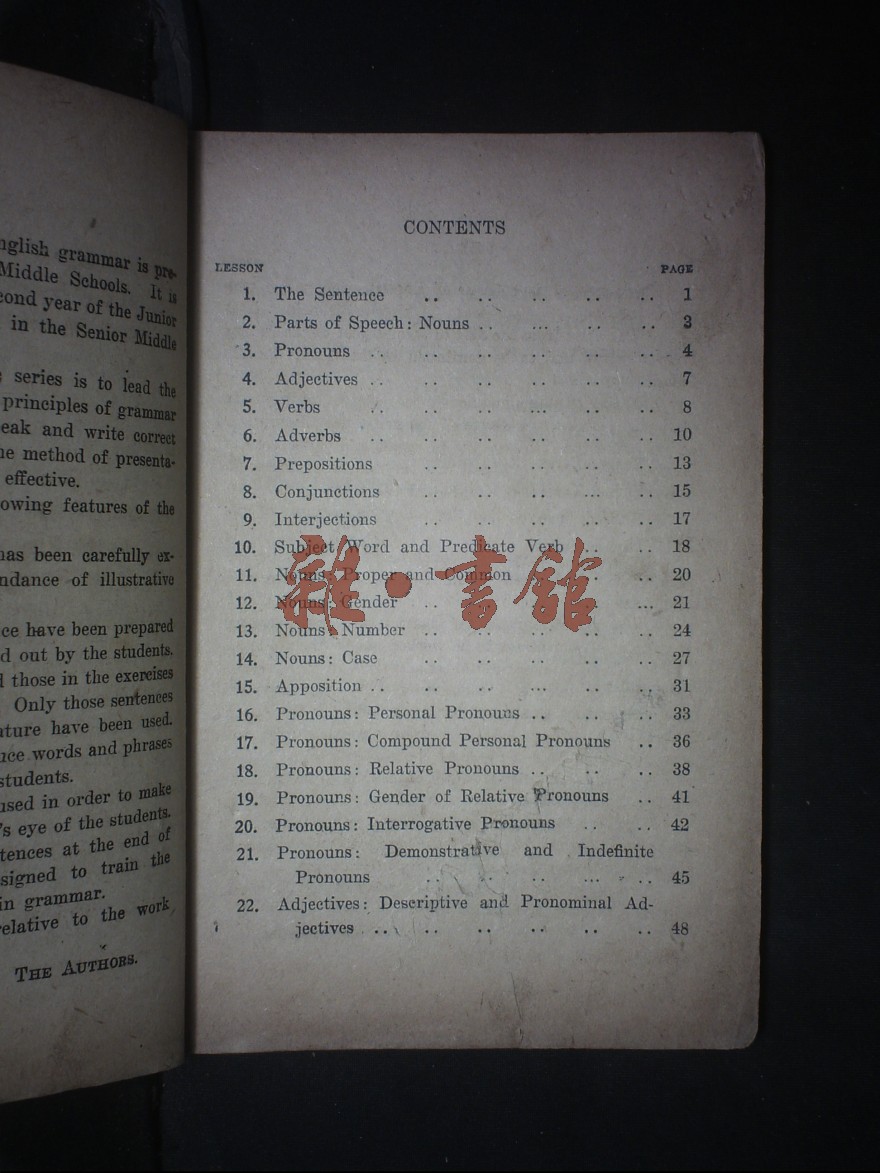 nglish grammar is pre-
Middle Schools. It is
cond year of the Junior
in the Senior Middle
series is to lead the
principles of grammar
eak and write correct
he method of presenta-
effective.
owing features of the
has been carefully ex-
ndance of illustrative
ce have been prepared
d out by the students.
those in the exercises
Only those sentences
ature have been used.
nce words and phrases
students.
used in order to make
's eye of the students.
tences at the end of
signed to train the
in grammar.
elative to the work
THE AUTHORS.
CONTENTS
LESSON PAGE
1. The Sentence .. .. .. .. .. 1
2. Parts of Speech: Nouns .. ... .. .. 3
3. Pronouns .. .. .. .. .. .. 4
4. Adjectives .. .. .. .. .. .. 7
5. Verbs .. .. .. ... .. .. 8
6. Adverbs .. .. .. .. .. .. 10
7. Prepositions .. .. .. .. .. 13
8. Conjunctions .. .. .. ... .. 15
9. Interjections .. .. .. .. .. 17
10. Subject Word and Predicate Verb .. .. 18
11. Nouns: Proper and Common .. .. 20
12. Nouns: Gender .. .. .. .. ... 21
13. Nouns: Number .. .. .. .. .. 24
14. Nouns: Case .. .. .. .. .. 27
15. Apposition .. .. .. ... .. .. 31
16. Pronouns: Personal Pronouns .. .. .. 33
17. Pronouns: Compound Personal Pronouns .. 36
18. Pronouns: Relative Pronouns .. .. .. 38
19. Pronouns: Gender of Relative Pronouns .. 41
20. Pronouns: Interrogative Pronouns .. .. 42
21. Pronouns: Demonstrative and Indefinite
Pronouns .. .. .. ... .. 45
22. Adjectives: Descriptive and Pronominal Ad-
jectives .. .. .. .. .. .. 48
雜·書館